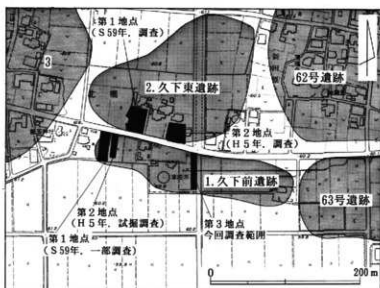 第1地点
(S59年,調査)
3
2.久下東遺跡
62号遺跡
第2地点
(H5年,調査)
1.久下前遺跡
63号遺跡
第2地点
(H5年,試掘調査)
第3地点
今回調査範囲
第1地点
(S59年,一部調査)
0
200m